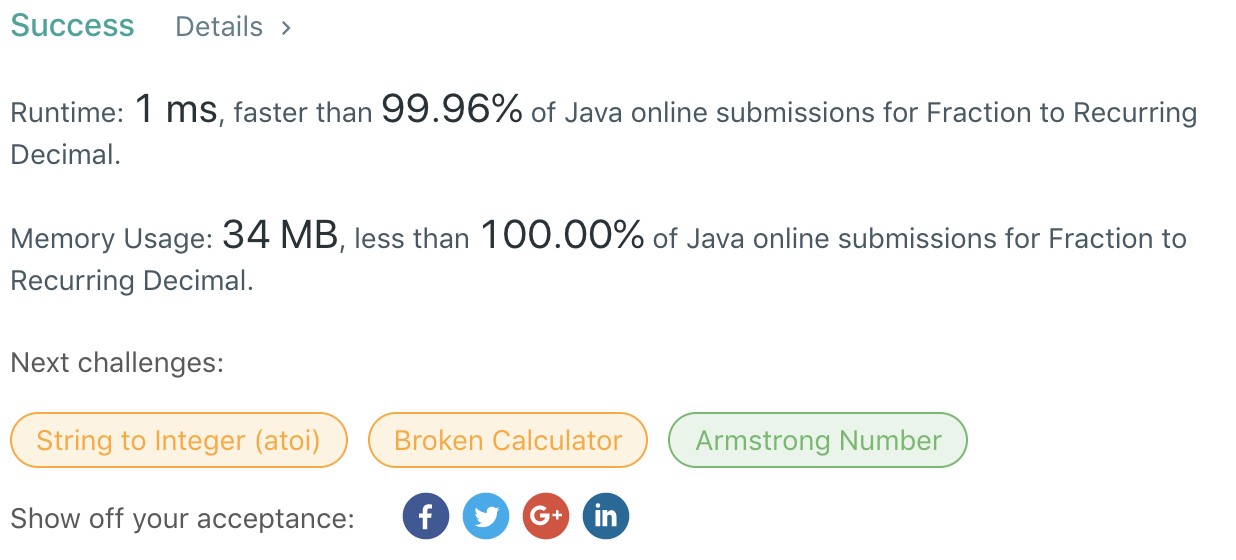 Success Details >
Runtime: 1 ms, faster than 99.96% of Java online submissions for Fraction to Recurring
Decimal.
Memory Usage: 34 MB, less than 100.00% of Java online submissions for Fraction to
Recurring Decimal.
Next challenges:
String to Integer (atoi) Broken Calculator Armstrong Number
Show off your acceptance: f G+ in